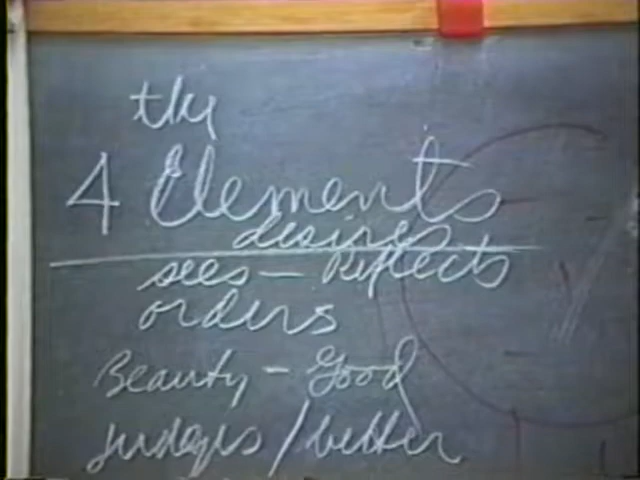 the
4 Elements
desires
sees — Reflects
orders
Beauty - Good
judges / better